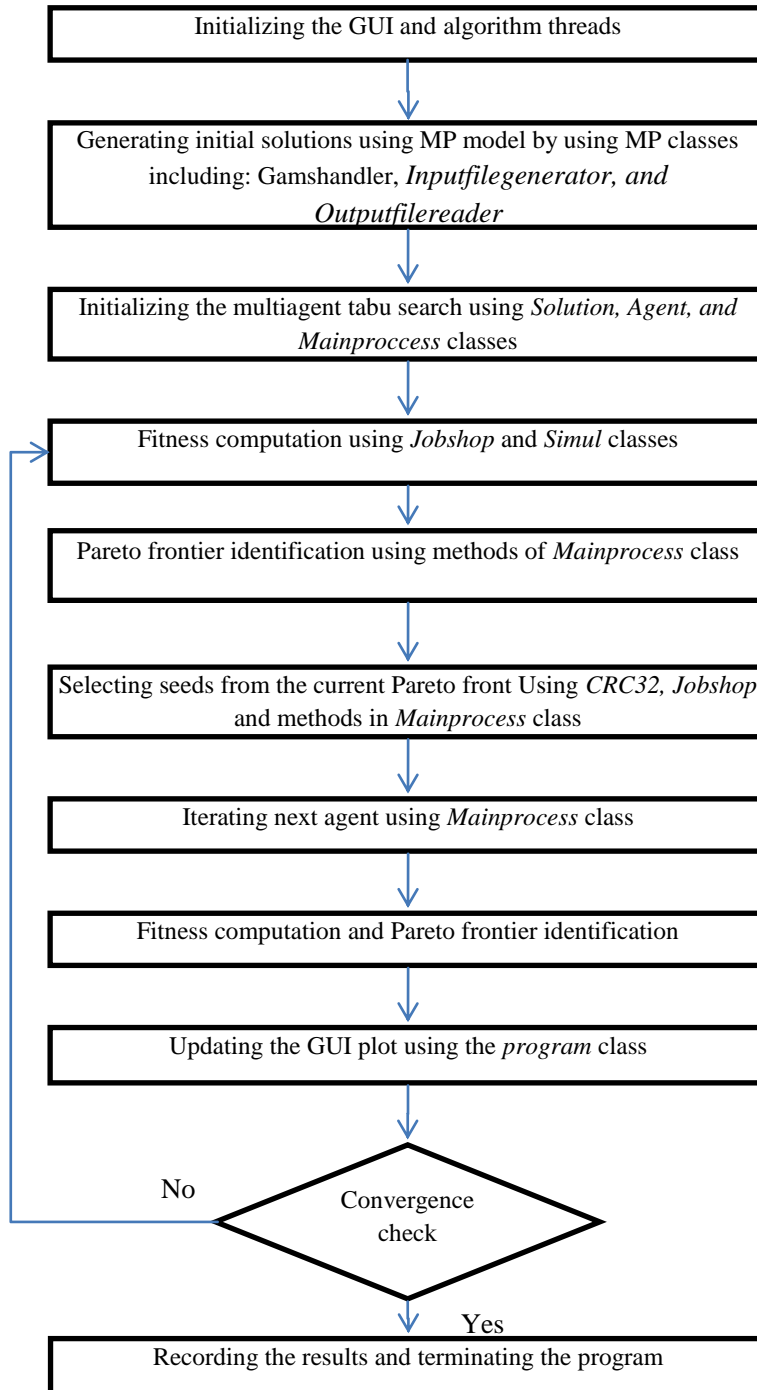 Initializing the GUI and algorithm threads
Generating initial solutions using MP model by using MP classes
including: Gamshandler, Inputfilegenerator, and
Outputfilereader
Initializing the multiagent tabu search using Solution, Agent, and
Mainproccess classes
Fitness computation using Jobshop and Simul classes
Pareto frontier identification using methods of Mainprocess class
Selecting seeds from the current Pareto front Using CRC32, Jobshop
and methods in Mainprocess class
Iterating next agent using Mainprocess class
Fitness computation and Pareto frontier identification
Updating the GUI plot using the program class
No
Convergence
check
Yes
Recording the results and terminating the program